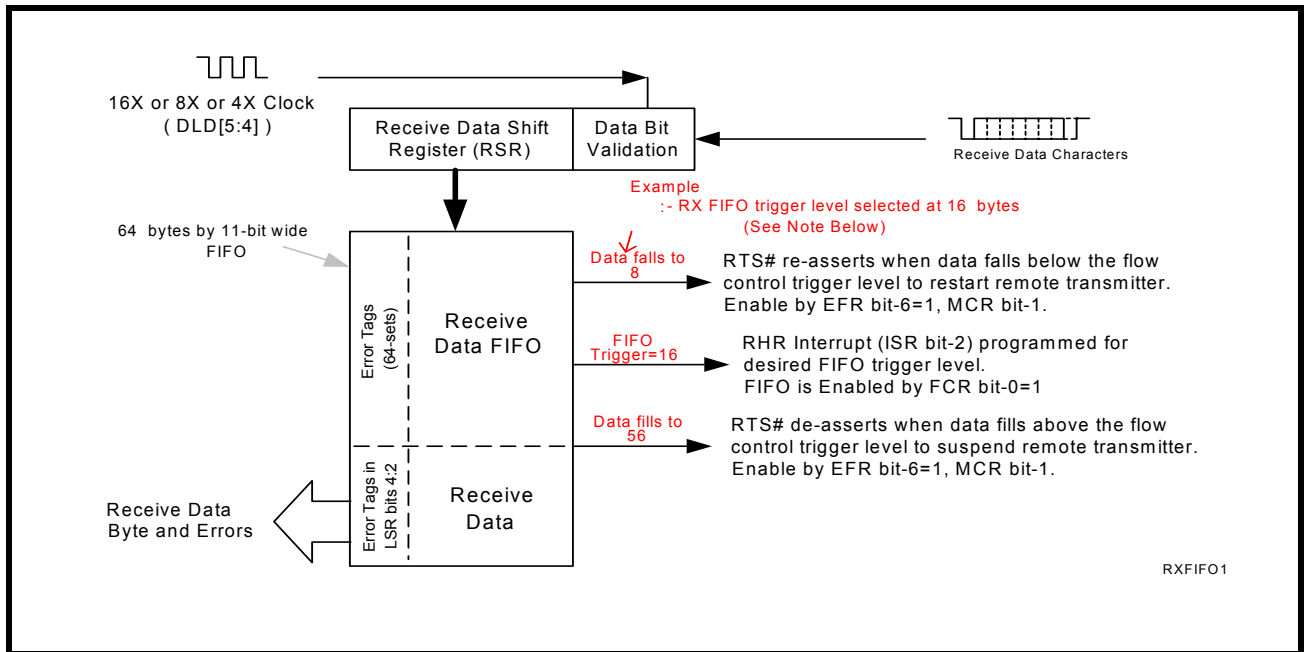 16X or 8X or 4X Clock
( DLD[5:4] )
Receive Data Shift
Register (RSR)
Data Bit
Validation
Receive Data Characters
Example
:- RX FIFO trigger level selected at 16 bytes
(See Note Below)
64 bytes by 11-bit wide
FIFO
Data falls to
8
RTS# re-asserts when data falls below the flow
control trigger level to restart remote transmitter.
Enable by EFR bit-6=1, MCR bit-1.
Error Tags
(64-sets)
Receive
Data FIFO
FIFO
Trigger=16
RHR Interrupt (ISR bit-2) programmed for
desired FIFO trigger level.
FIFO is Enabled by FCR bit-0=1
Data fills to
56
RTS# de-asserts when data fills above the flow
control trigger level to suspend remote transmitter.
Enable by EFR bit-6=1, MCR bit-1.
Error Tags in
LSR bits 4:2
Receive
Data
Receive Data
Byte and Errors
RXFIFO1